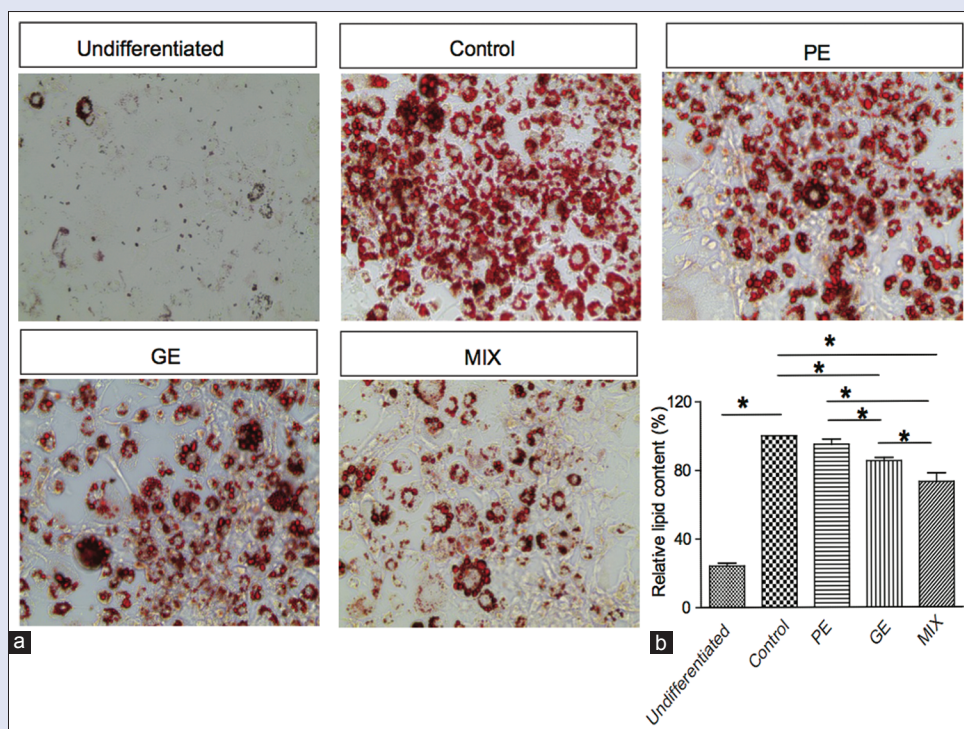 Undifferentiated
Control
PE
GE
MIX
a
*
*
*
*
*
*
Relative lipid content (%)
120
80
40
0
Undifferentiated
Control
PE
GE
MIX
b